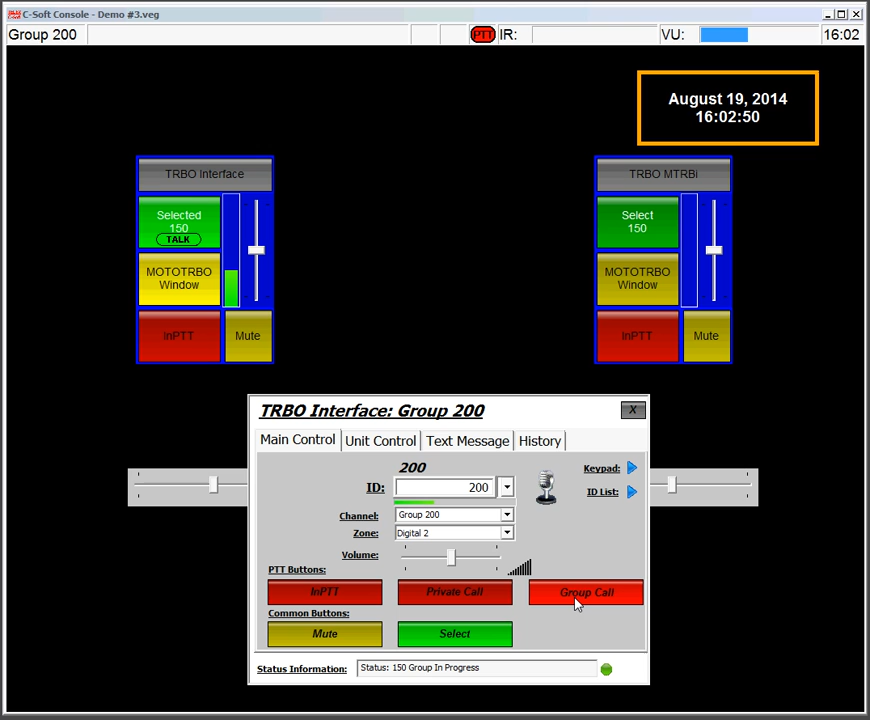 C-Soft Console - Demo #3.veg
Group 200
PTT
IR:
VU:
16:02
August 19, 2014
16:02:50
TRBO Interface
Selected
150
TALK
MOTOTRBO
Window
InPTT
Mute
TRBO MTRBi
Select
150
MOTOTRBO
Window
InPTT
Mute
TRBO Interface: Group 200
X
Main Control
Unit Control
Text Message
History
200
Keypad:
ID:
200
ID List:
Channel:
Group 200
Zone:
Digital 2
Volume:
PTT Buttons:
InPTT
Private Call
Group Call
Common Buttons:
Mute
Select
Status Information:
Status: 150 Group In Progress